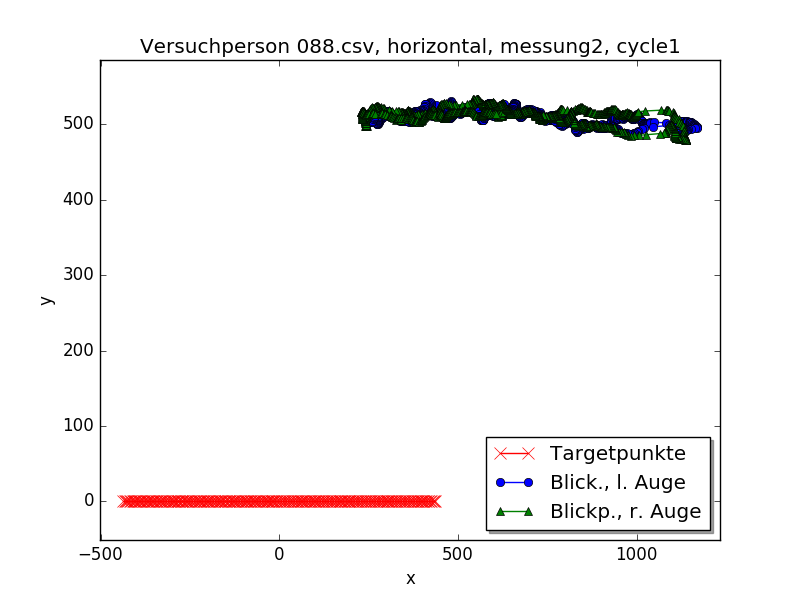 Versuchperson 088.csv, horizontal, messung2, cycle1
500
400
300
200
100
0
y
−500
0
500
1000
x
Targetpunkte
Blick., l. Auge
Blickp., r. Auge